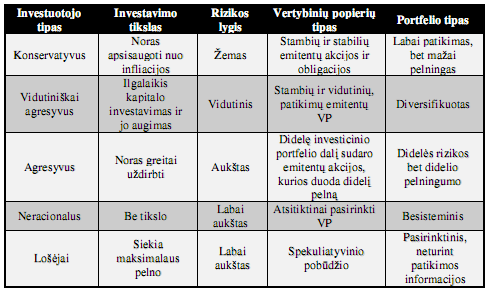 Investuotojo tipas
Investavimo tikslas
Rizikos lygis
Vertybinių popierių tipas
Portfelio tipas
Konservatyvus
Noras apsisaugoti nuo infliacijos
Žemas
Stambių ir stabilių emitentų akcijos ir obligacijos
Labai patikimas, bet mažai pelningas
Vidutiniškai agresyvus
Ilgalaikis kapitalo investavimas ir jo augimas
Vidutinis
Stambių ir vidutinių, patikimų emitentų VP
Diversifikuotas
Agresyvus
Noras greitai uždirbti
Aukštas
Didelę investicinio portfelio dalį sudaro emitentų akcijos, kurios duoda didelį pelną
Didelės rizikos bet didelio pelningumo
Neracionalus
Be tikslo
Labai aukštas
Atsitiktinai pasirinkti VP
Besisteminis
Lošėjai
Siekia maksimalaus pelno
Labai aukštas
Spekuliatyvinio pobūdžio
Pasirinktinis, neturint patikimos informacijos